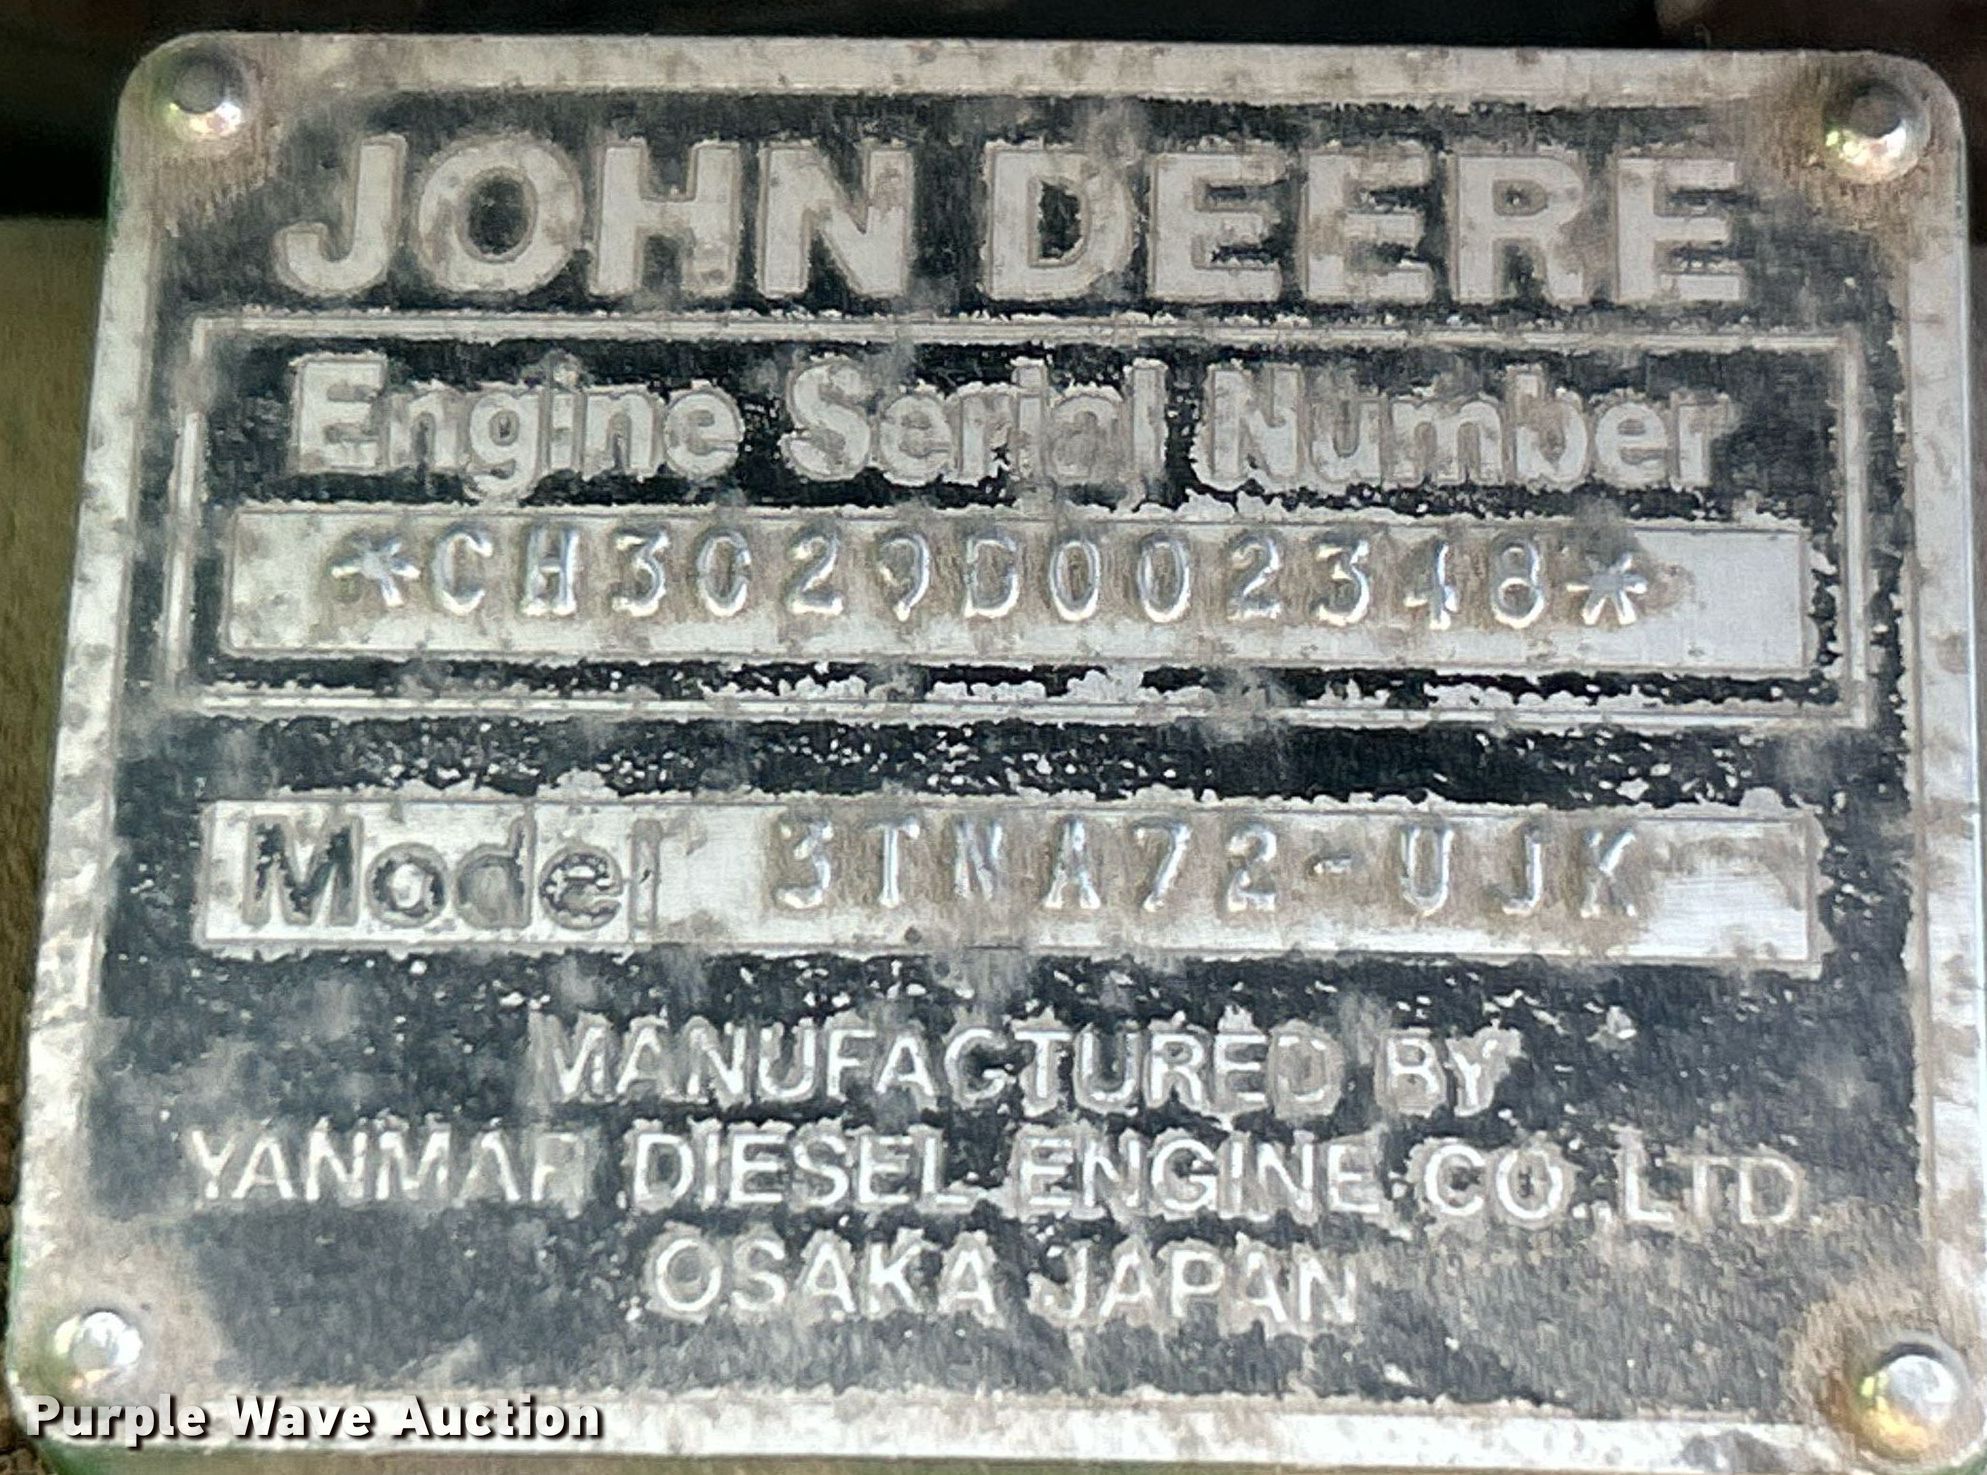 JOHN DEERE
Engine Serial Number
*CH3029D002348*
Model 3TNA72-UJK
MANUFACTURED BY
YANMAR DIESEL ENGINE CO.,LTD.
OSAKA JAPAN
Purple Wave Auction